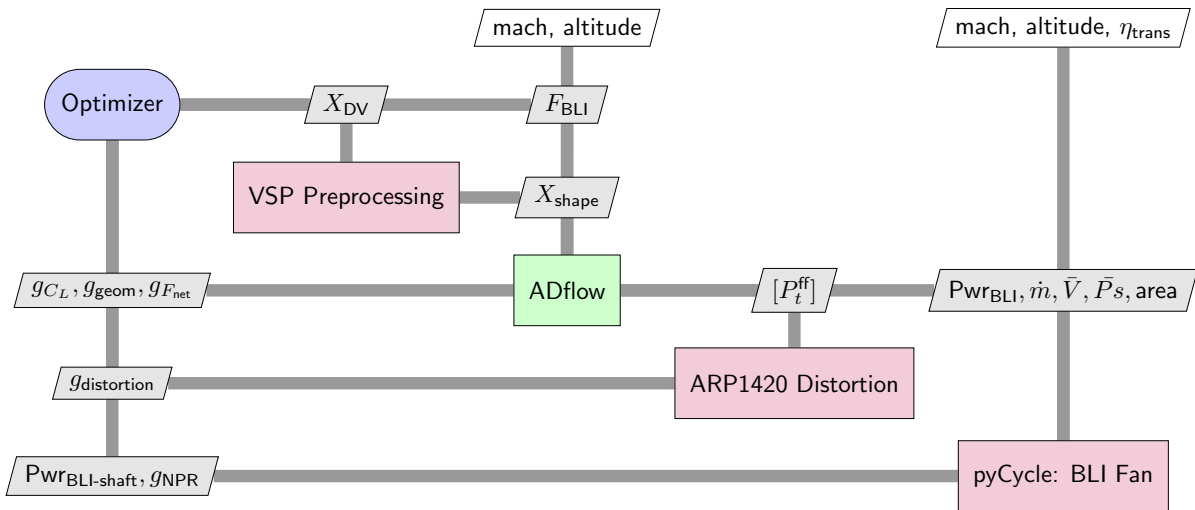 mach, altitude
mach, altitude, η_trans
Optimizer
X_DV
F_BLI
VSP Preprocessing
X_shape
g_{C_L}, g_geom, g_{F_net}
ADflow
[P_t^ff]
Pwr_BLI, ṁ, V̄, P̄s, area
g_distortion
ARP1420 Distortion
Pwr_BLI-shaft, g_NPR
pyCycle: BLI Fan